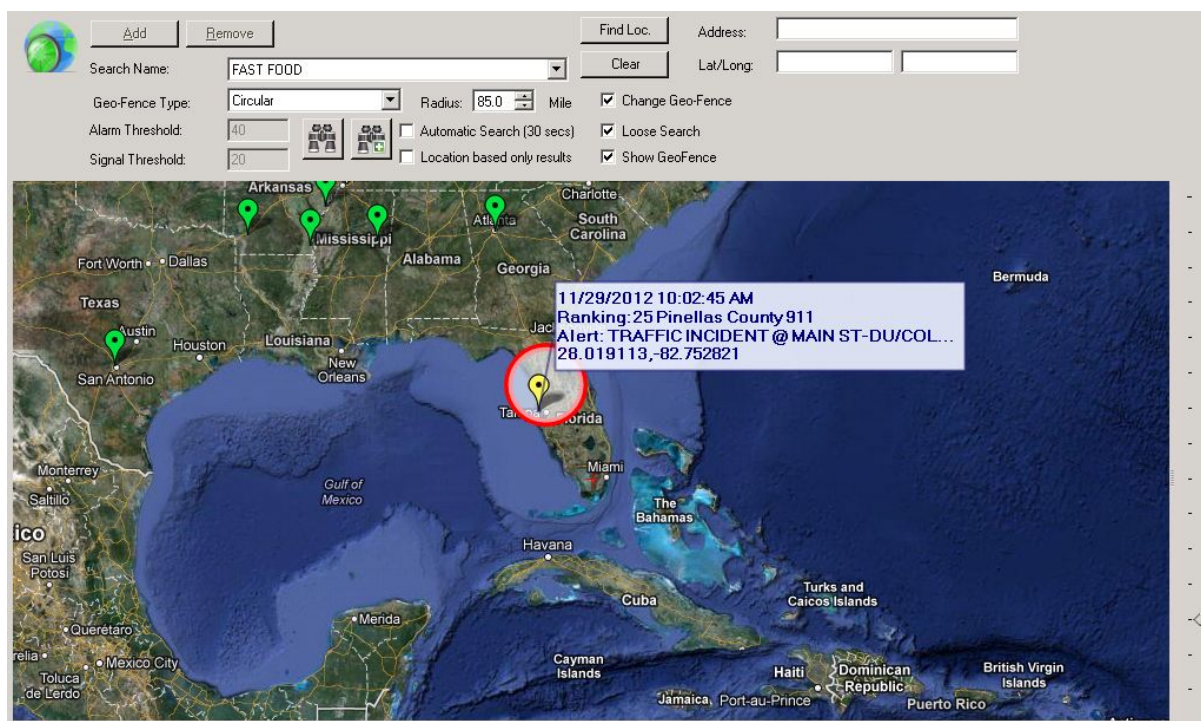 Add Remove Find Loc. Address:
Search Name: FAST FOOD Clear Lat/Long:
Geo-Fence Type: Circular Radius: 85.0 Mile Change Geo-Fence
Alarm Threshold: 40 Automatic Search (30 secs) Loose Search
Signal Threshold: 20 Location based only results Show GeoFence
Arkansas
Charlotte
Atlanta
South
Carolina
Mississippi
Fort Worth Dallas
Alabama
Georgia
Bermuda
11/29/2012 10:02:45 AM
Ranking: 25 Pinellas County 911
Alert: TRAFFIC INCIDENT @ MAIN ST-DU/COL...
28.019113,-82.752821
Texas
Austin
Houston
Louisiana
Jac
San Antonio
New
Orleans
Florida
Monterrey
Saltillo
Gulf of
Mexico
Miami
The
Bahamas
ico
San Luis
Potosí
Havana
Cuba
Turks and
Caicos Islands
Merida
Querétaro
relia
Mexico City
Toluca
de Lerdo
Cayman
Islands
Haiti
Dominican
Republic
British Virgin
Islands
Jamaica
Port-au-Prince
Puerto Rico